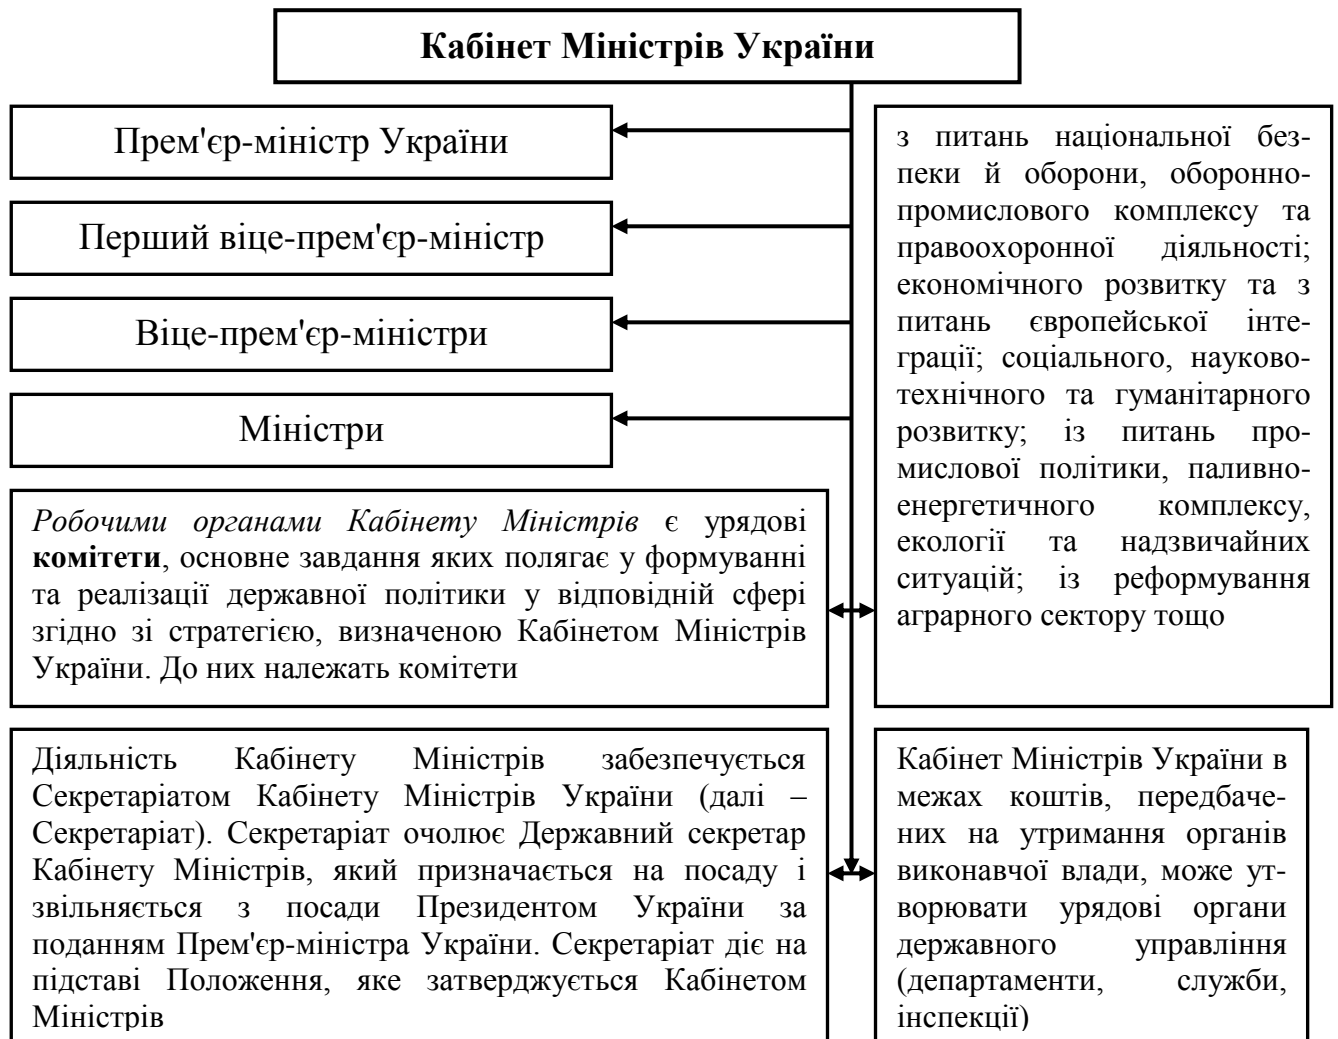 Кабінет Міністрів України
Прем'єр-міністр України
Перший віце-прем'єр-міністр
Віце-прем'єр-міністри
Міністри
Робочими органами Кабінету Міністрів є урядові
комітети, основне завдання яких полягає у формуванні
та реалізації державної політики у відповідній сфері
згідно зі стратегією, визначеною Кабінетом Міністрів
України. До них належать комітети
з питань національної без-
пеки й оборони, оборонно-
промислового комплексу та
правоохоронної діяльності;
економічного розвитку та з
питань європейської інте-
грації; соціального, науково-
технічного та гуманітарного
розвитку; із питань про-
мислової політики, паливно-
енергетичного комплексу,
екології та надзвичайних
ситуацій; із реформування
аграрного сектору тощо
Діяльність Кабінету Міністрів забезпечується
Секретаріатом Кабінету Міністрів України (далі –
Секретаріат). Секретаріат очолює Державний секретар
Кабінету Міністрів, який призначається на посаду і
звільняється з посади Президентом України за
поданням Прем'єр-міністра України. Секретаріат діє на
підставі Положення, яке затверджується Кабінетом
Міністрів
Кабінет Міністрів України в
межах коштів, передбаче-
них на утримання органів
виконавчої влади, може ут-
ворювати урядові органи
державного управління
(департаменти, служби,
інспекції)